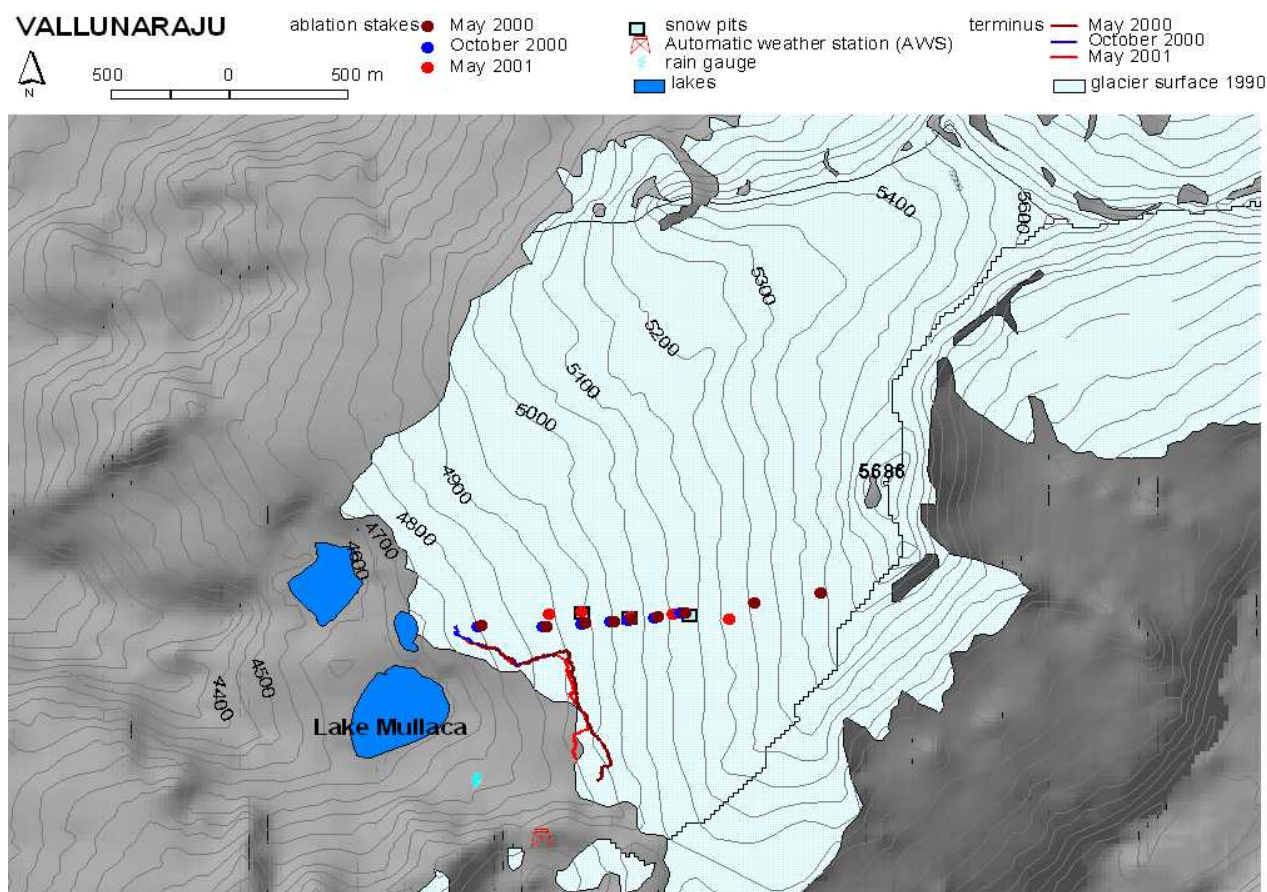 VALLUNARAJU
N
500 0 500 m
ablation stakes
May 2000
October 2000
May 2001
snow pits
Automatic weather station (AWS)
rain gauge
lakes
terminus
May 2000
October 2000
May 2001
glacier surface 1990
5400
5600
5300
5200
5100
5000
4900
5686
4800
4700
4600
4500
4400
Lake Mullaca